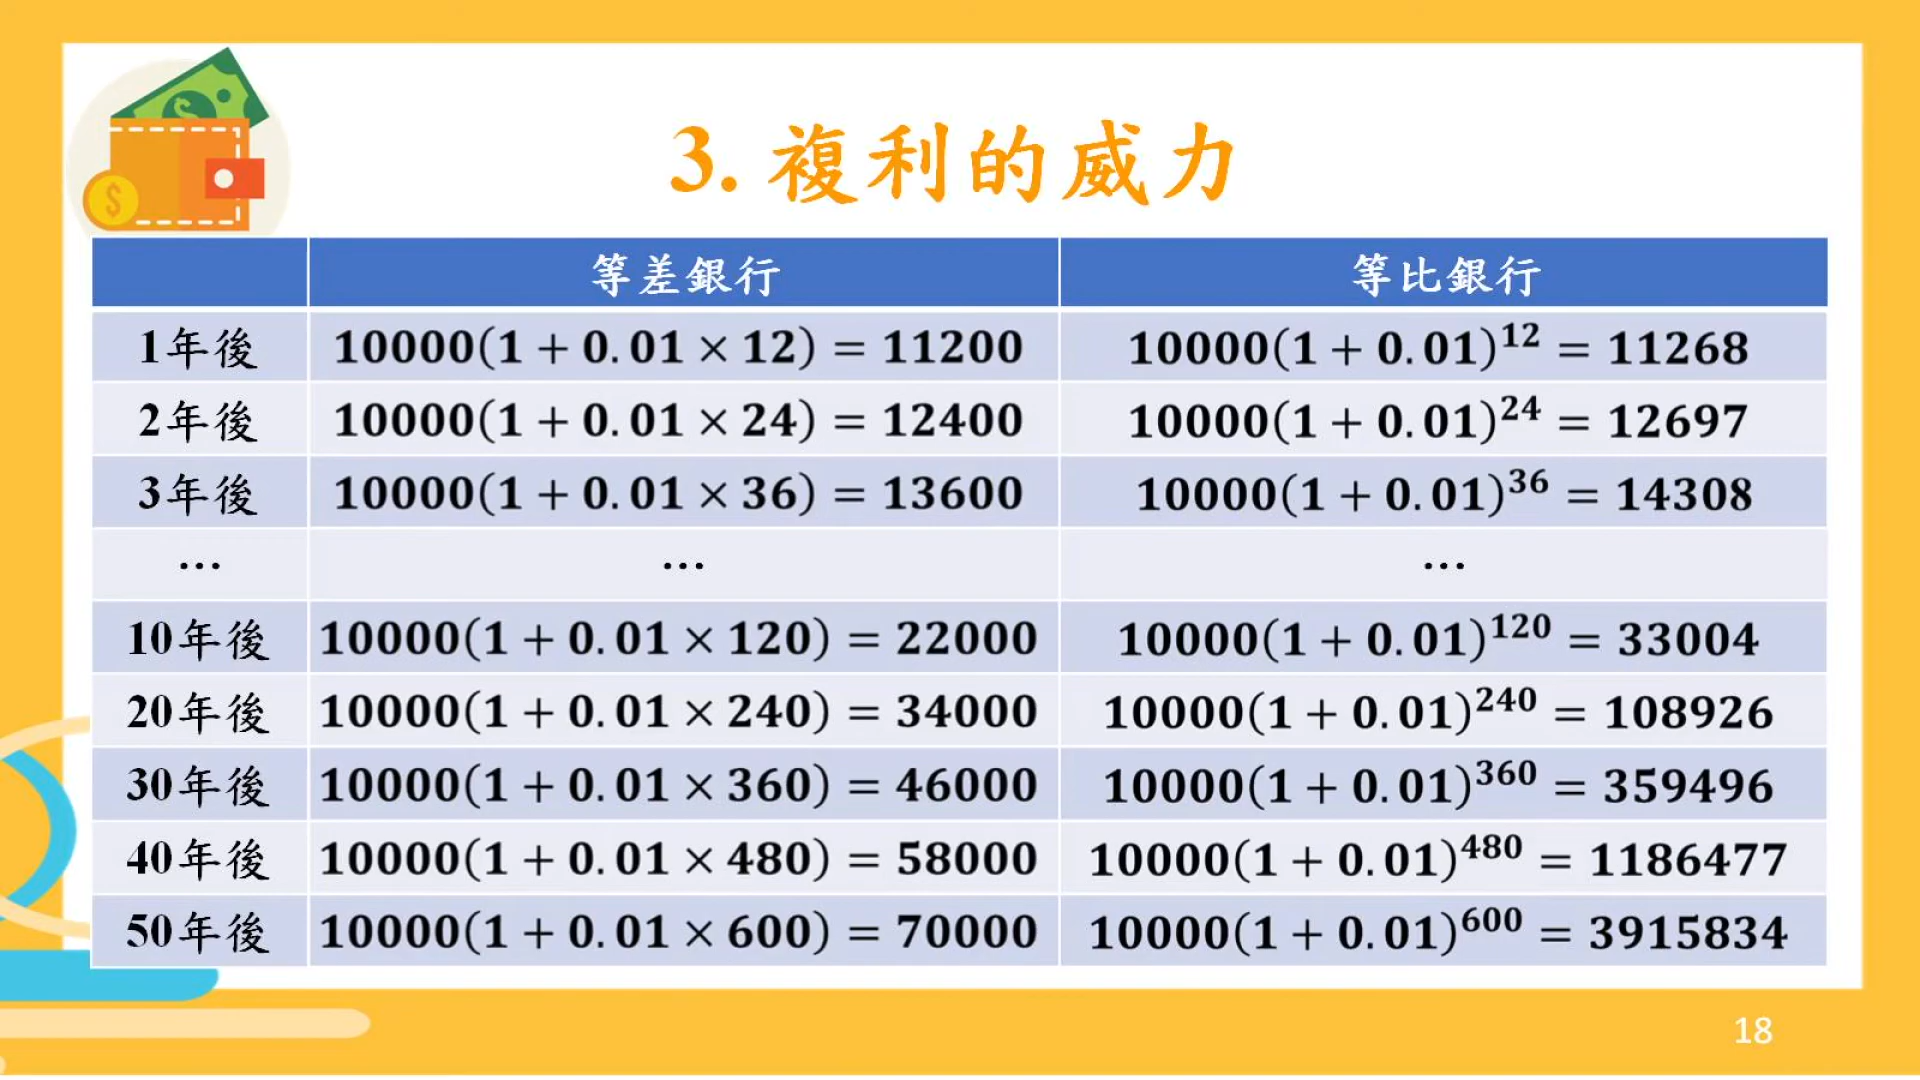 3. 複利的威力
等差銀行 等比銀行
1年後 10000(1 + 0.01 × 12) = 11200 10000(1 + 0.01)¹² = 11268
2年後 10000(1 + 0.01 × 24) = 12400 10000(1 + 0.01)²⁴ = 12697
3年後 10000(1 + 0.01 × 36) = 13600 10000(1 + 0.01)³⁶ = 14308
… … …
10年後 10000(1 + 0.01 × 120) = 22000 10000(1 + 0.01)¹²⁰ = 33004
20年後 10000(1 + 0.01 × 240) = 34000 10000(1 + 0.01)²⁴⁰ = 108926
30年後 10000(1 + 0.01 × 360) = 46000 10000(1 + 0.01)³⁶⁰ = 359496
40年後 10000(1 + 0.01 × 480) = 58000 10000(1 + 0.01)⁴⁸⁰ = 1186477
50年後 10000(1 + 0.01 × 600) = 70000 10000(1 + 0.01)⁶⁰⁰ = 3915834
18